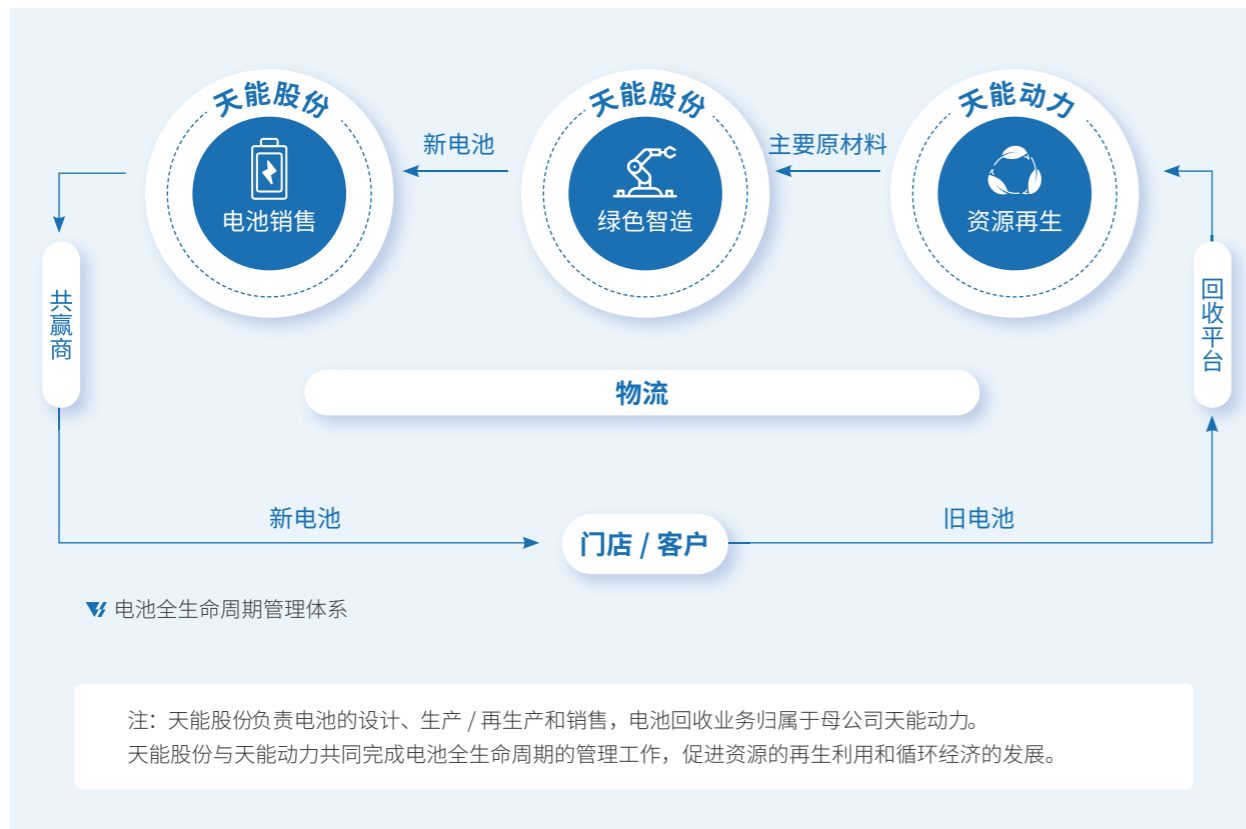 天能股份
天能股份
天能动力
新电池
主要原材料
电池销售
绿色智造
资源再生
共赢商
回收平台
物流
新电池
旧电池
门店 / 客户
电池全生命周期管理体系
注：天能股份负责电池的设计、生产 / 再生产和销售，电池回收业务归属于母公司天能动力。
天能股份与天能动力共同完成电池全生命周期的管理工作，促进资源的再生利用和循环经济的发展。